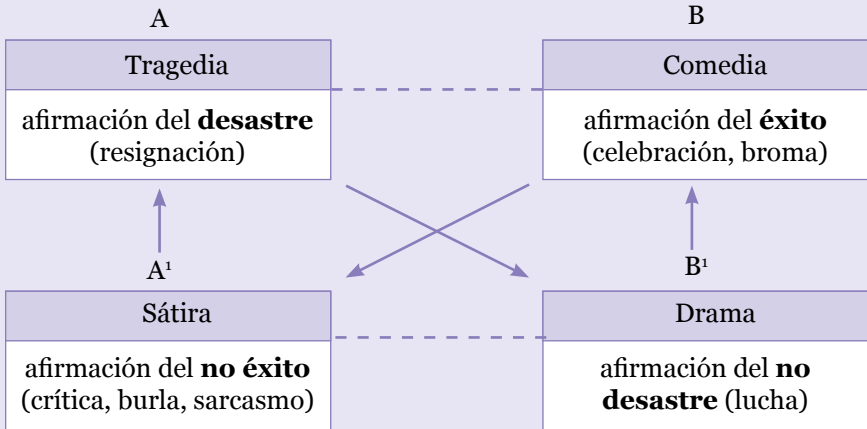 A
Tragedia
afirmación del desastre
(resignación)
B
Comedia
afirmación del éxito
(celebración, broma)
A¹
Sátira
afirmación del no éxito
(crítica, burla, sarcasmo)
B¹
Drama
afirmación del no
desastre (lucha)